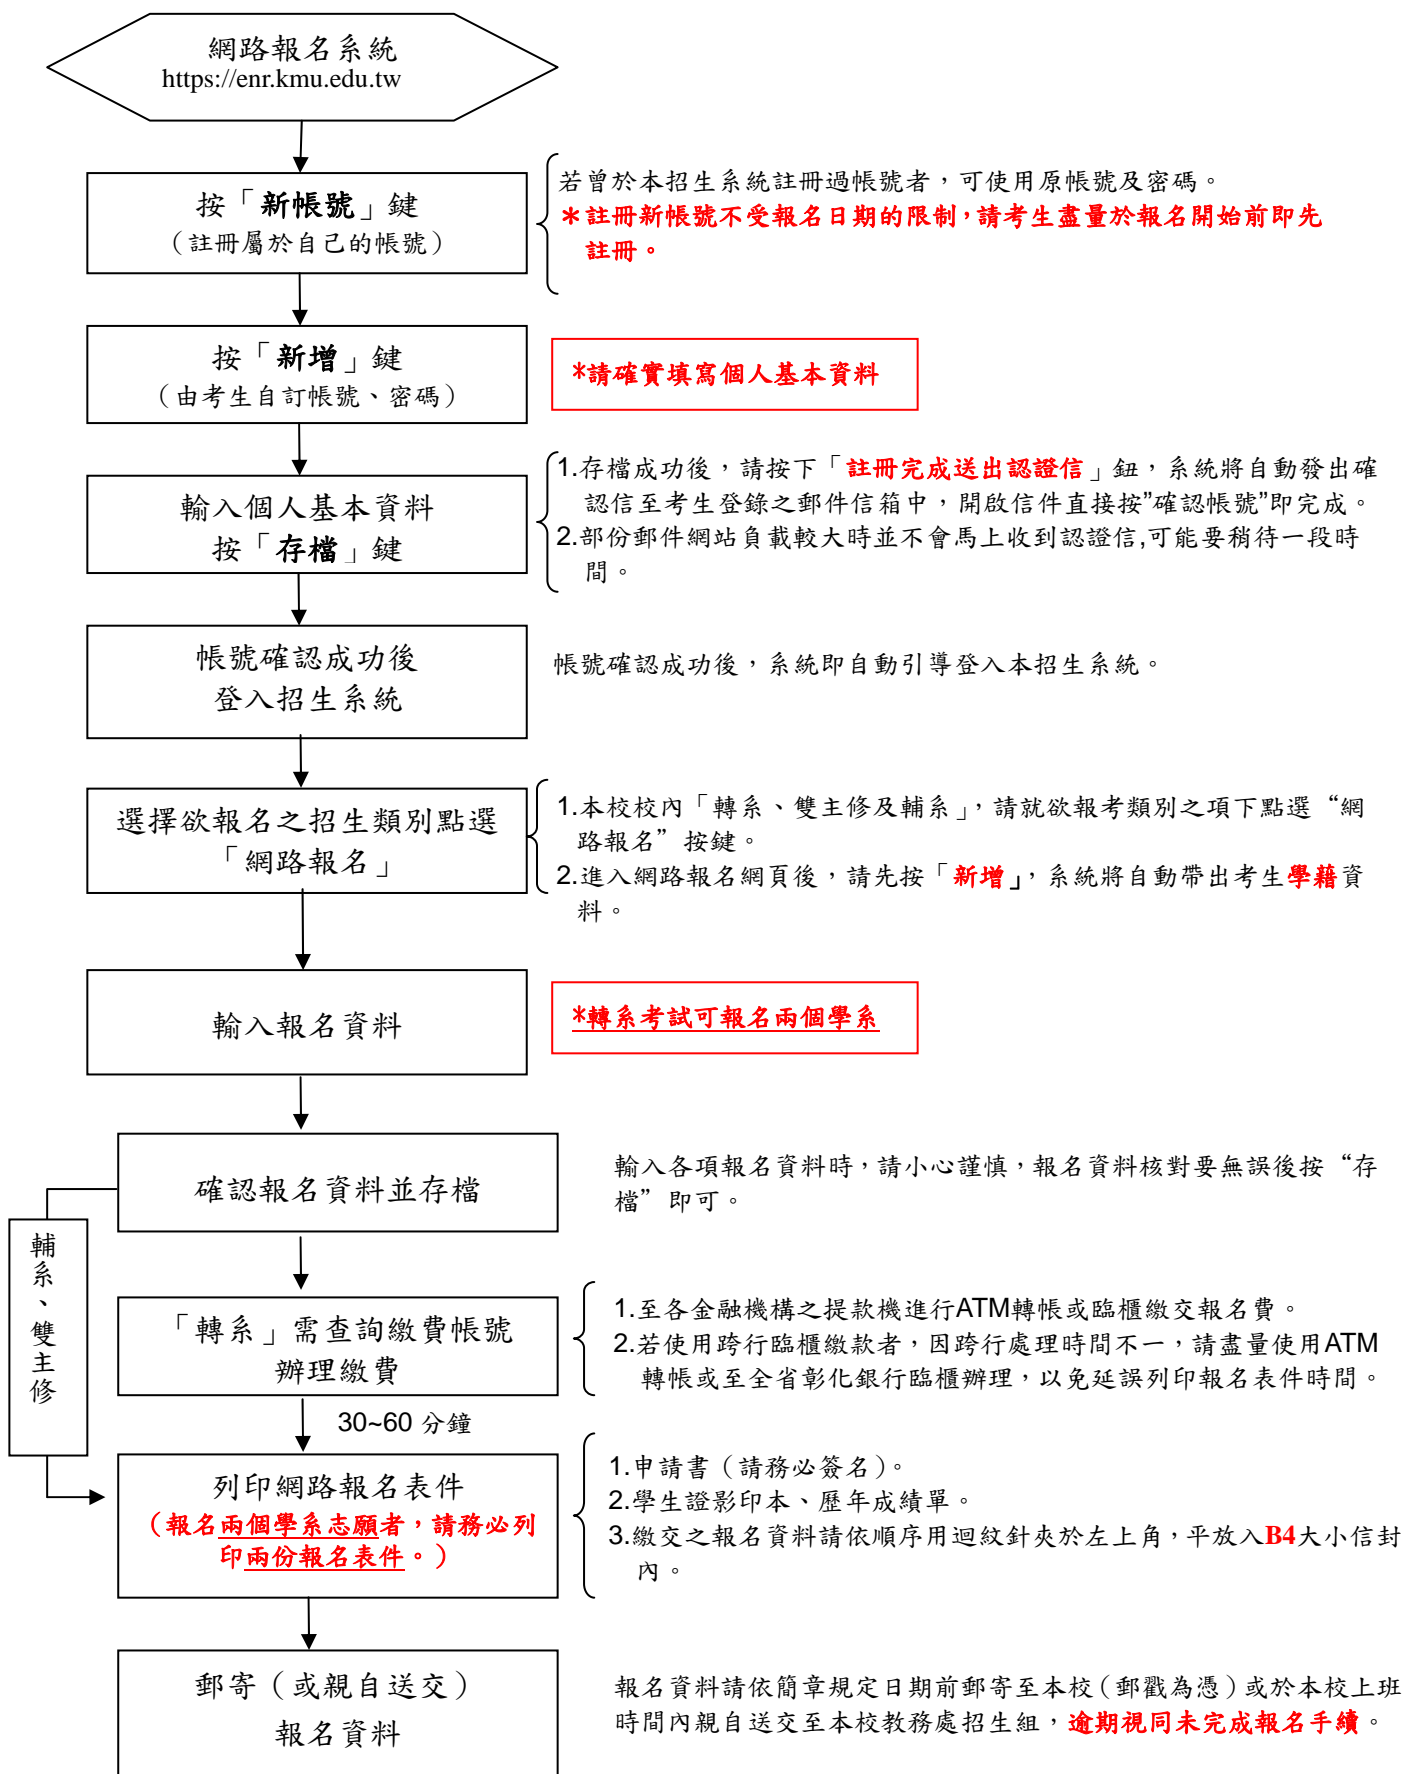 網路報名系統
https://enr.kmu.edu.tw
按「新帳號」鍵
（註冊屬於自己的帳號）
若曾於本招生系統註冊過帳號者，可使用原帳號及密碼。
＊註冊新帳號不受報名日期的限制，請考生盡量於報名開始前即先
註冊。
按「新增」鍵
（由考生自訂帳號、密碼）
*請確實填寫個人基本資料
輸入個人基本資料
按「存檔」鍵
1.存檔成功後，請按下「註冊完成送出認證信」鈕，系統將自動發出確
認信至考生登錄之郵件信箱中，開啟信件直接按”確認帳號”即完成。
2.部份郵件網站負載較大時並不會馬上收到認證信,可能要稍待一段時
間。
帳號確認成功後
登入招生系統
帳號確認成功後，系統即自動引導登入本招生系統。
選擇欲報名之招生類別點選
「網路報名」
1.本校校內「轉系、雙主修及輔系」，請就欲報考類別之項下點選“網
路報名”按鍵。
2.進入網路報名網頁後，請先按「新增」，系統將自動帶出考生學藉資
料。
輸入報名資料
*轉系考試可報名兩個學系
確認報名資料並存檔
輸入各項報名資料時，請小心謹慎，報名資料核對要無誤後按“存
檔”即可。
輔系、雙主修
「轉系」需查詢繳費帳號
辦理繳費
1.至各金融機構之提款機進行ATM轉帳或臨櫃繳交報名費。
2.若使用跨行臨櫃繳款者，因跨行處理時間不一，請盡量使用ATM
轉帳或至全省彰化銀行臨櫃辦理，以免延誤列印報名表件時間。
30~60 分鐘
列印網路報名表件
（報名兩個學系志願者，請務必列
印兩份報名表件。）
1.申請書（請務必簽名）。
2.學生證影印本、歷年成績單。
3.繳交之報名資料請依順序用迴紋針夾於左上角，平放入B4大小信封
內。
郵寄（或親自送交）
報名資料
報名資料請依簡章規定日期前郵寄至本校（郵戳為憑）或於本校上班
時間內親自送交至本校教務處招生組，逾期視同未完成報名手續。